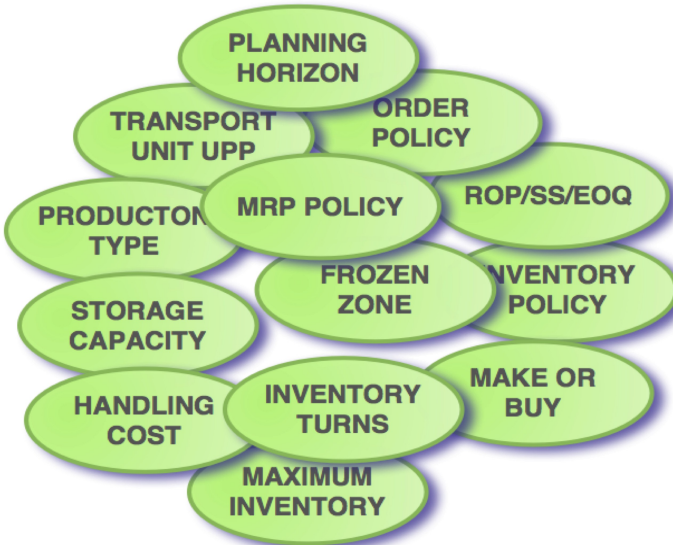 PLANNING
HORIZON
TRANSPORT
UNIT UPP
ORDER
POLICY
PRODUCTON
TYPE
MRP POLICY
ROP/SS/EOQ
FROZEN
ZONE
INVENTORY
POLICY
STORAGE
CAPACITY
HANDLING
COST
INVENTORY
TURNS
MAKE OR
BUY
MAXIMUM
INVENTORY